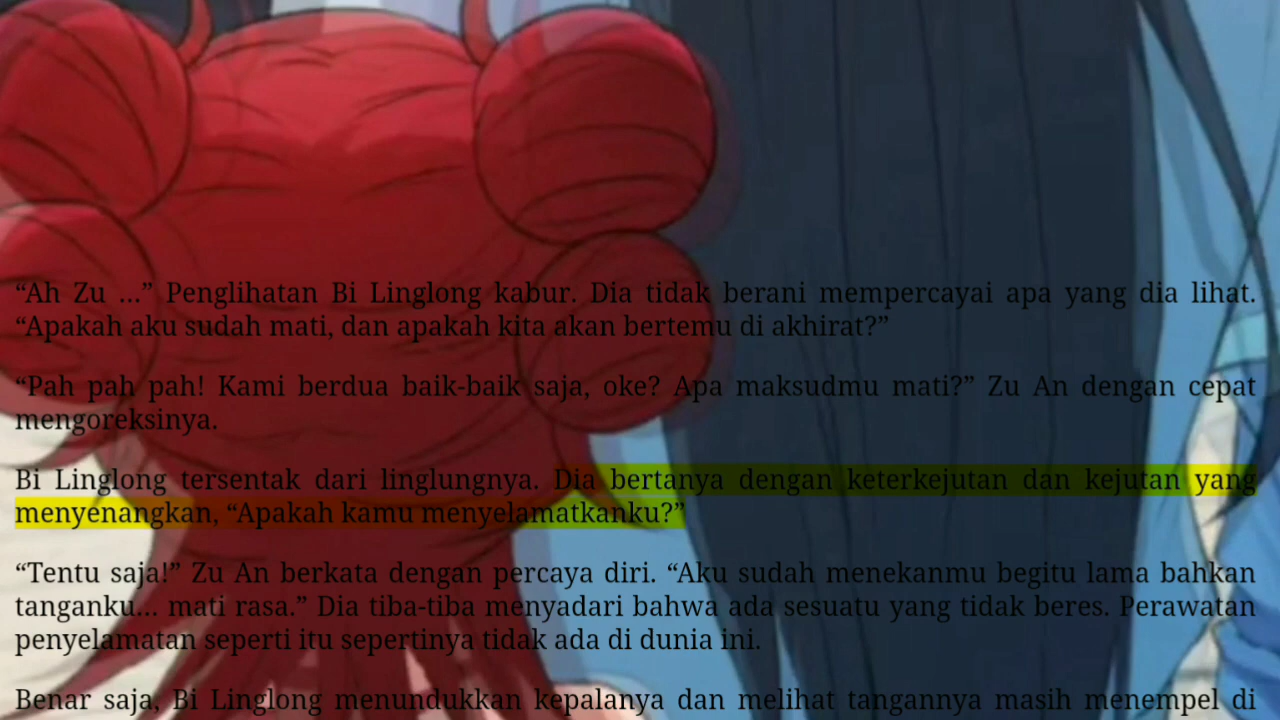 “Ah Zu ...” Penglihatan Bi Linglong kabur. Dia tidak berani mempercayai apa yang dia lihat.
“Apakah aku sudah mati, dan apakah kita akan bertemu di akhirat?”
“Pah pah pah! Kami berdua baik-baik saja, oke? Apa maksudmu mati?” Zu An dengan cepat
mengoreksinya.
Bi Linglong tersentak dari linglungnya. Dia bertanya dengan keterkejutan dan kejutan yang
menyenangkan, “Apakah kamu menyelamatkanku?”
“Tentu saja!” Zu An berkata dengan percaya diri. “Aku sudah menekanmu begitu lama bahkan
tanganku... mati rasa.” Dia tiba-tiba menyadari bahwa ada sesuatu yang tidak beres. Perawatan
penyelamatan seperti itu sepertinya tidak ada di dunia ini.
Benar saja, Bi Linglong menundukkan kepalanya dan melihat tangannya masih menempel di